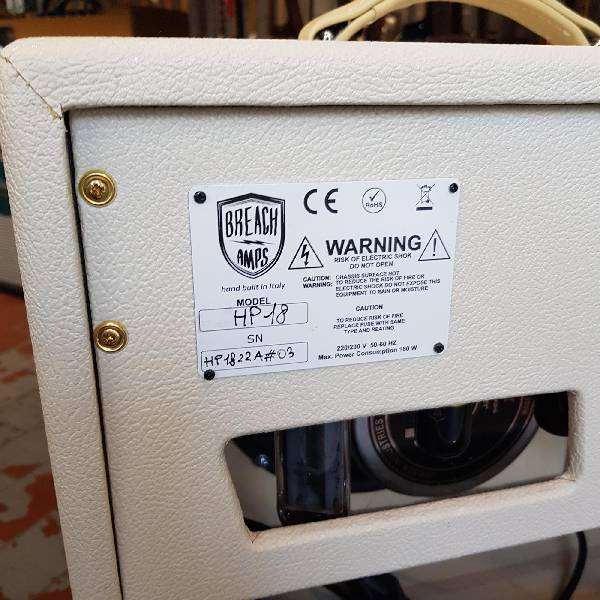 BREACH
AMPS
hand built in Italy
CE
RoHS
WARNING
RISK OF ELECTRIC SHOK
DO NOT OPEN
CAUTION: CHASSIS SURFACE HOT
WARNING: TO REDUCE THE RISK OF FIRE OR
ELECTRIC SHOCK DO NOT EXPOSE THIS
EQUIPMENT TO RAIN OR MOISTURE
MODEL
HP18
SN
HP1822A#03
CAUTION
TO REDUCE RISK OF FIRE
REPLACE FUSE WITH SAME
TYPE AND REATING
220/230 V 50-60 HZ
Max. Power Consumption 180 W